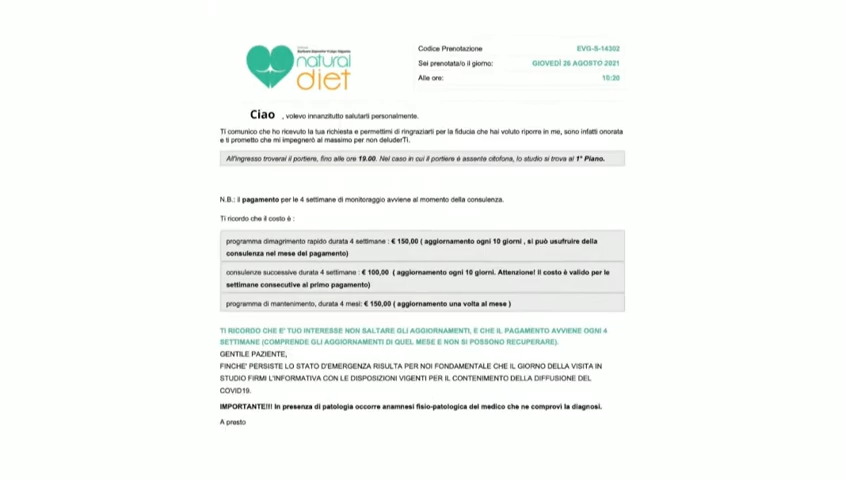 natural
diet
Codice Prenotazione EVG-S-14302
Sei prenotata/o il giorno: GIOVEDÌ 26 AGOSTO 2021
Alle ore: 10:20
Ciao , volevo innanzitutto salutarti personalmente.
Ti comunico che ho ricevuto la tua richiesta e permettimi di ringraziarti per la fiducia che hai voluto riporre in me, sono infatti onorata
e ti prometto che mi impegnerò al massimo per non deluderTi.
All'ingresso troverai il portiere, fino alle ore 19.00. Nel caso in cui il portiere è assente citofona, lo studio si trova al 1° Piano.
N.B.: il pagamento per le 4 settimane di monitoraggio avviene al momento della consulenza.
Ti ricordo che il costo è :
programma dimagrimento rapido durata 4 settimane : € 150,00 ( aggiornamento ogni 10 giorni , si può usufruire della
consulenza nel mese del pagamento)
consulenze successive durata 4 settimane : € 100,00 ( aggiornamento ogni 10 giorni. Attenzione! Il costo è valido per le
settimane consecutive al primo pagamento)
programma di mantenimento, durata 4 mesi: € 150,00 ( aggiornamento una volta al mese )
TI RICORDO CHE E' TUO INTERESSE NON SALTARE GLI AGGIORNAMENTI, E CHE IL PAGAMENTO AVVIENE OGNI 4
SETTIMANE (COMPRENDE GLI AGGIORNAMENTI DI QUEL MESE E NON SI POSSONO RECUPERARE).
GENTILE PAZIENTE,
FINCHE' PERSISTE LO STATO D'EMERGENZA RISULTA PER NOI FONDAMENTALE CHE IL GIORNO DELLA VISITA IN
STUDIO FIRMI L'INFORMATIVA CON LE DISPOSIZIONI VIGENTI PER IL CONTENIMENTO DELLA DIFFUSIONE DEL
COVID19.
IMPORTANTE!!! In presenza di patologia occorre anamnesi fisio-patologica del medico che ne comprovi la diagnosi.
A presto